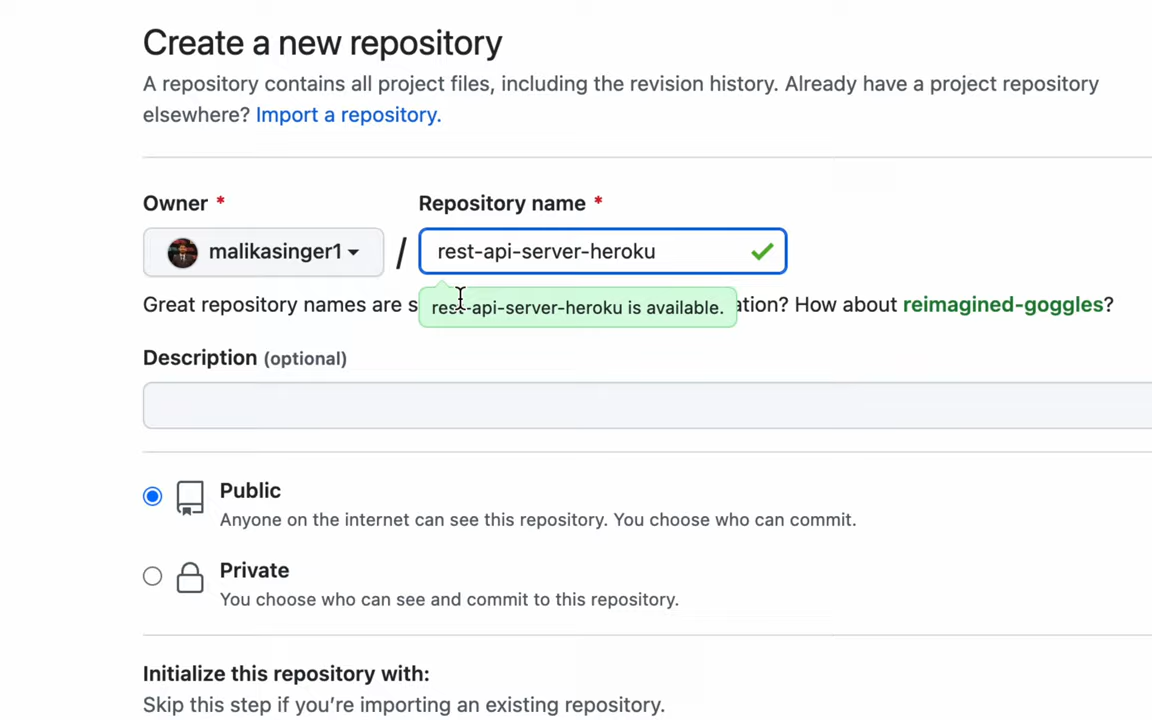 Create a new repository
A repository contains all project files, including the revision history. Already have a project repository
elsewhere? Import a repository.
Owner *
Repository name *
malikasinger1
/
rest-api-server-heroku
Great repository names are s
rest-api-server-heroku is available.
ation? How about reimagined-goggles?
Description (optional)
Public
Anyone on the internet can see this repository. You choose who can commit.
Private
You choose who can see and commit to this repository.
Initialize this repository with:
Skip this step if you're importing an existing repository.